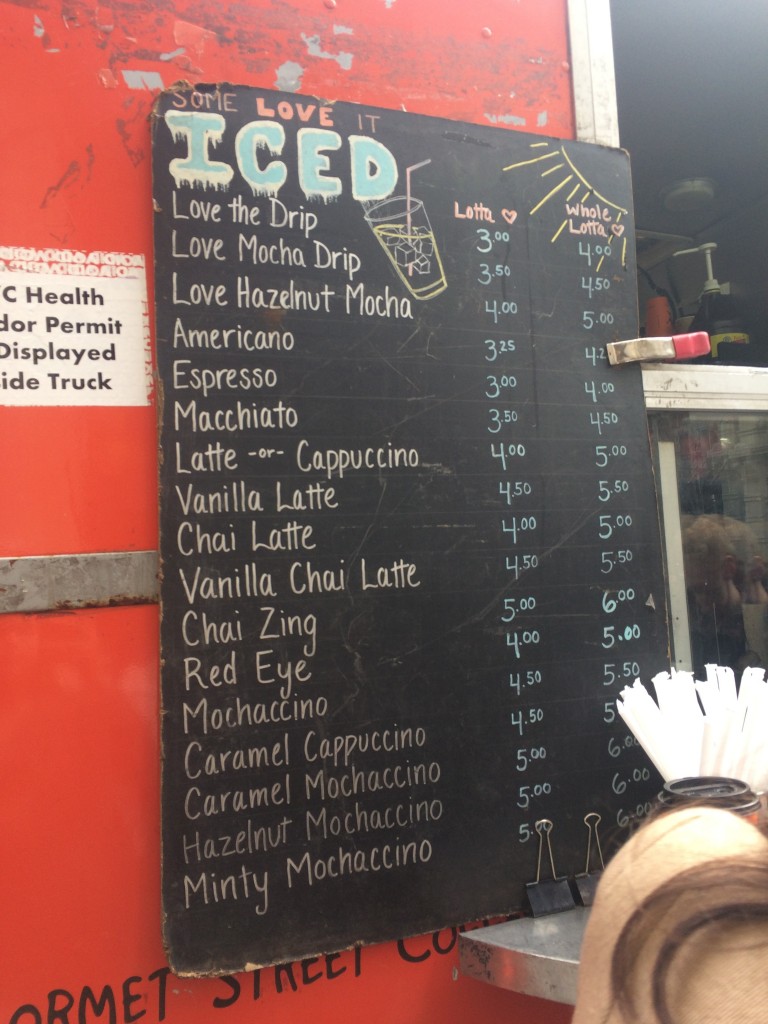 SOME LOVE IT
ICED
Lotta ♡ Whole Lotta ♡
Love the Drip 3.00 4.00
Love Mocha Drip 3.50 4.50
Love Hazelnut Mocha 4.00 5.00
Americano 3.25 4.2
Espresso 3.00 4.00
Macchiato 3.50 4.50
Latte -or- Cappuccino 4.00 5.00
Vanilla Latte 4.50 5.50
Chai Latte 4.00 5.00
Vanilla Chai Latte 4.50 5.50
Chai Zing 5.00 6.00
Red Eye 4.00 5.00
Mochaccino 4.50 5.50
Caramel Cappuccino 4.50 5
Caramel Mochaccino 5.00 6.00
Hazelnut Mochaccino 5.00 6.00
Minty Mochaccino 5.00 6.00
C Health
dor Permit
Displayed
side Truck
ORMET STREET CO